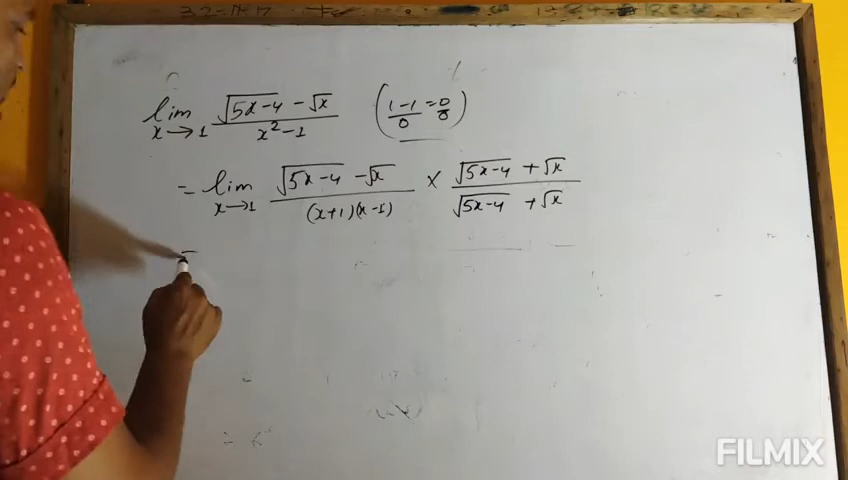 lim x→1 (√(5x-4) - √x)/(x² - 1) ((1-1)/0 = 0/0)
= lim x→1 (√(5x-4) - √x)/((x+1)(x-1)) × (√(5x-4) + √x)/(√(5x-4) + √x)
FILMIX